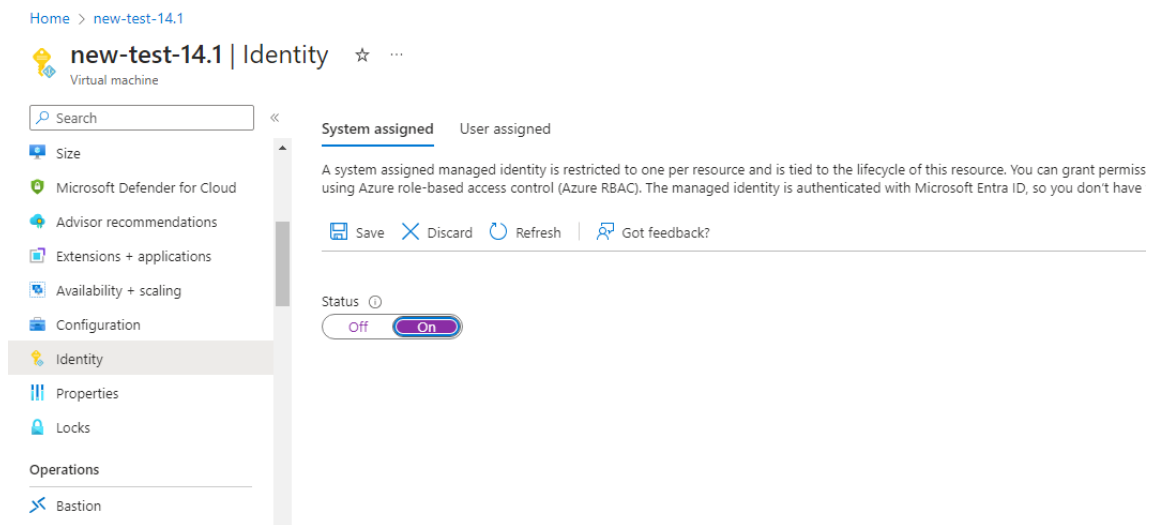 Home > new-test-14.1
new-test-14.1 | Identity ☆ ···
Virtual machine
Search «
Size
Microsoft Defender for Cloud
Advisor recommendations
Extensions + applications
Availability + scaling
Configuration
Identity
Properties
Locks
Operations
Bastion
System assigned User assigned
A system assigned managed identity is restricted to one per resource and is tied to the lifecycle of this resource. You can grant permiss
using Azure role-based access control (Azure RBAC). The managed identity is authenticated with Microsoft Entra ID, so you don't have
Save Discard Refresh Got feedback?
Status
Off On